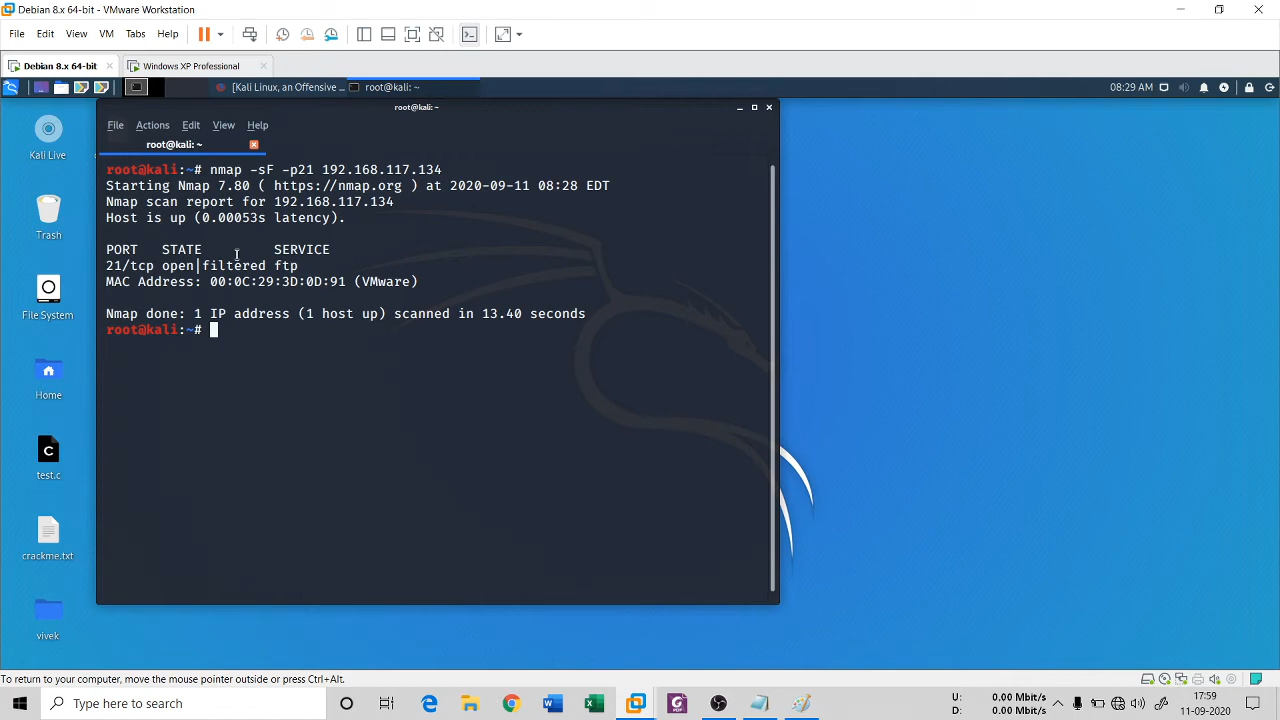 Debian 8.x 64-bit - VMware Workstation
File Edit View VM Tabs Help
Debian 8.x 64-bit
Windows XP Professional
[Kali Linux, an Offensive ...
root@kali: ~
08:29 AM
root@kali: ~
File Actions Edit View Help
root@kali: ~
root@kali:~# nmap -sF -p21 192.168.117.134
Starting Nmap 7.80 ( https://nmap.org ) at 2020-09-11 08:28 EDT
Nmap scan report for 192.168.117.134
Host is up (0.00053s latency).
PORT STATE SERVICE
21/tcp open|filtered ftp
MAC Address: 00:0C:29:3D:0D:91 (VMware)
Nmap done: 1 IP address (1 host up) scanned in 13.40 seconds
root@kali:~#
Kali Live
Trash
File System
Home
C
test.c
crackme.txt
vivek
To return to your computer, move the mouse pointer outside or press Ctrl+Alt.
Type here to search
U: 0.00 Mbit/s
D: 0.00 Mbit/s
17:59
11-09-2020